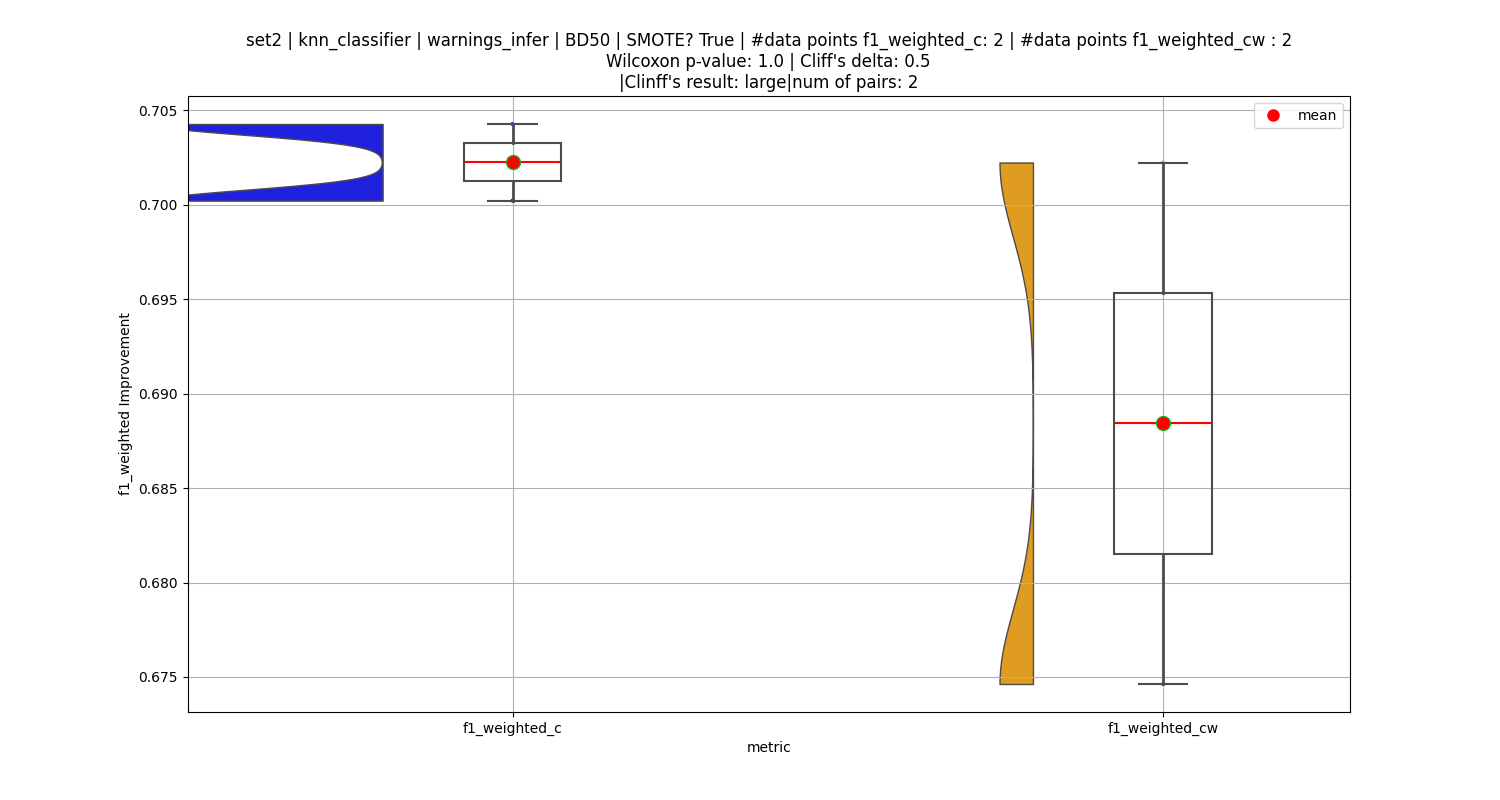 set2 | knn_classifier | warnings_infer | BD50 | SMOTE? True | #data points f1_weighted_c: 2 | #data points f1_weighted_cw : 2
Wilcoxon p-value: 1.0 | Cliff's delta: 0.5
|Clinff's result: large|num of pairs: 2
mean
0.705
0.700
0.695
0.690
0.685
0.680
0.675
f1_weighted Improvement
f1_weighted_c
f1_weighted_cw
metric